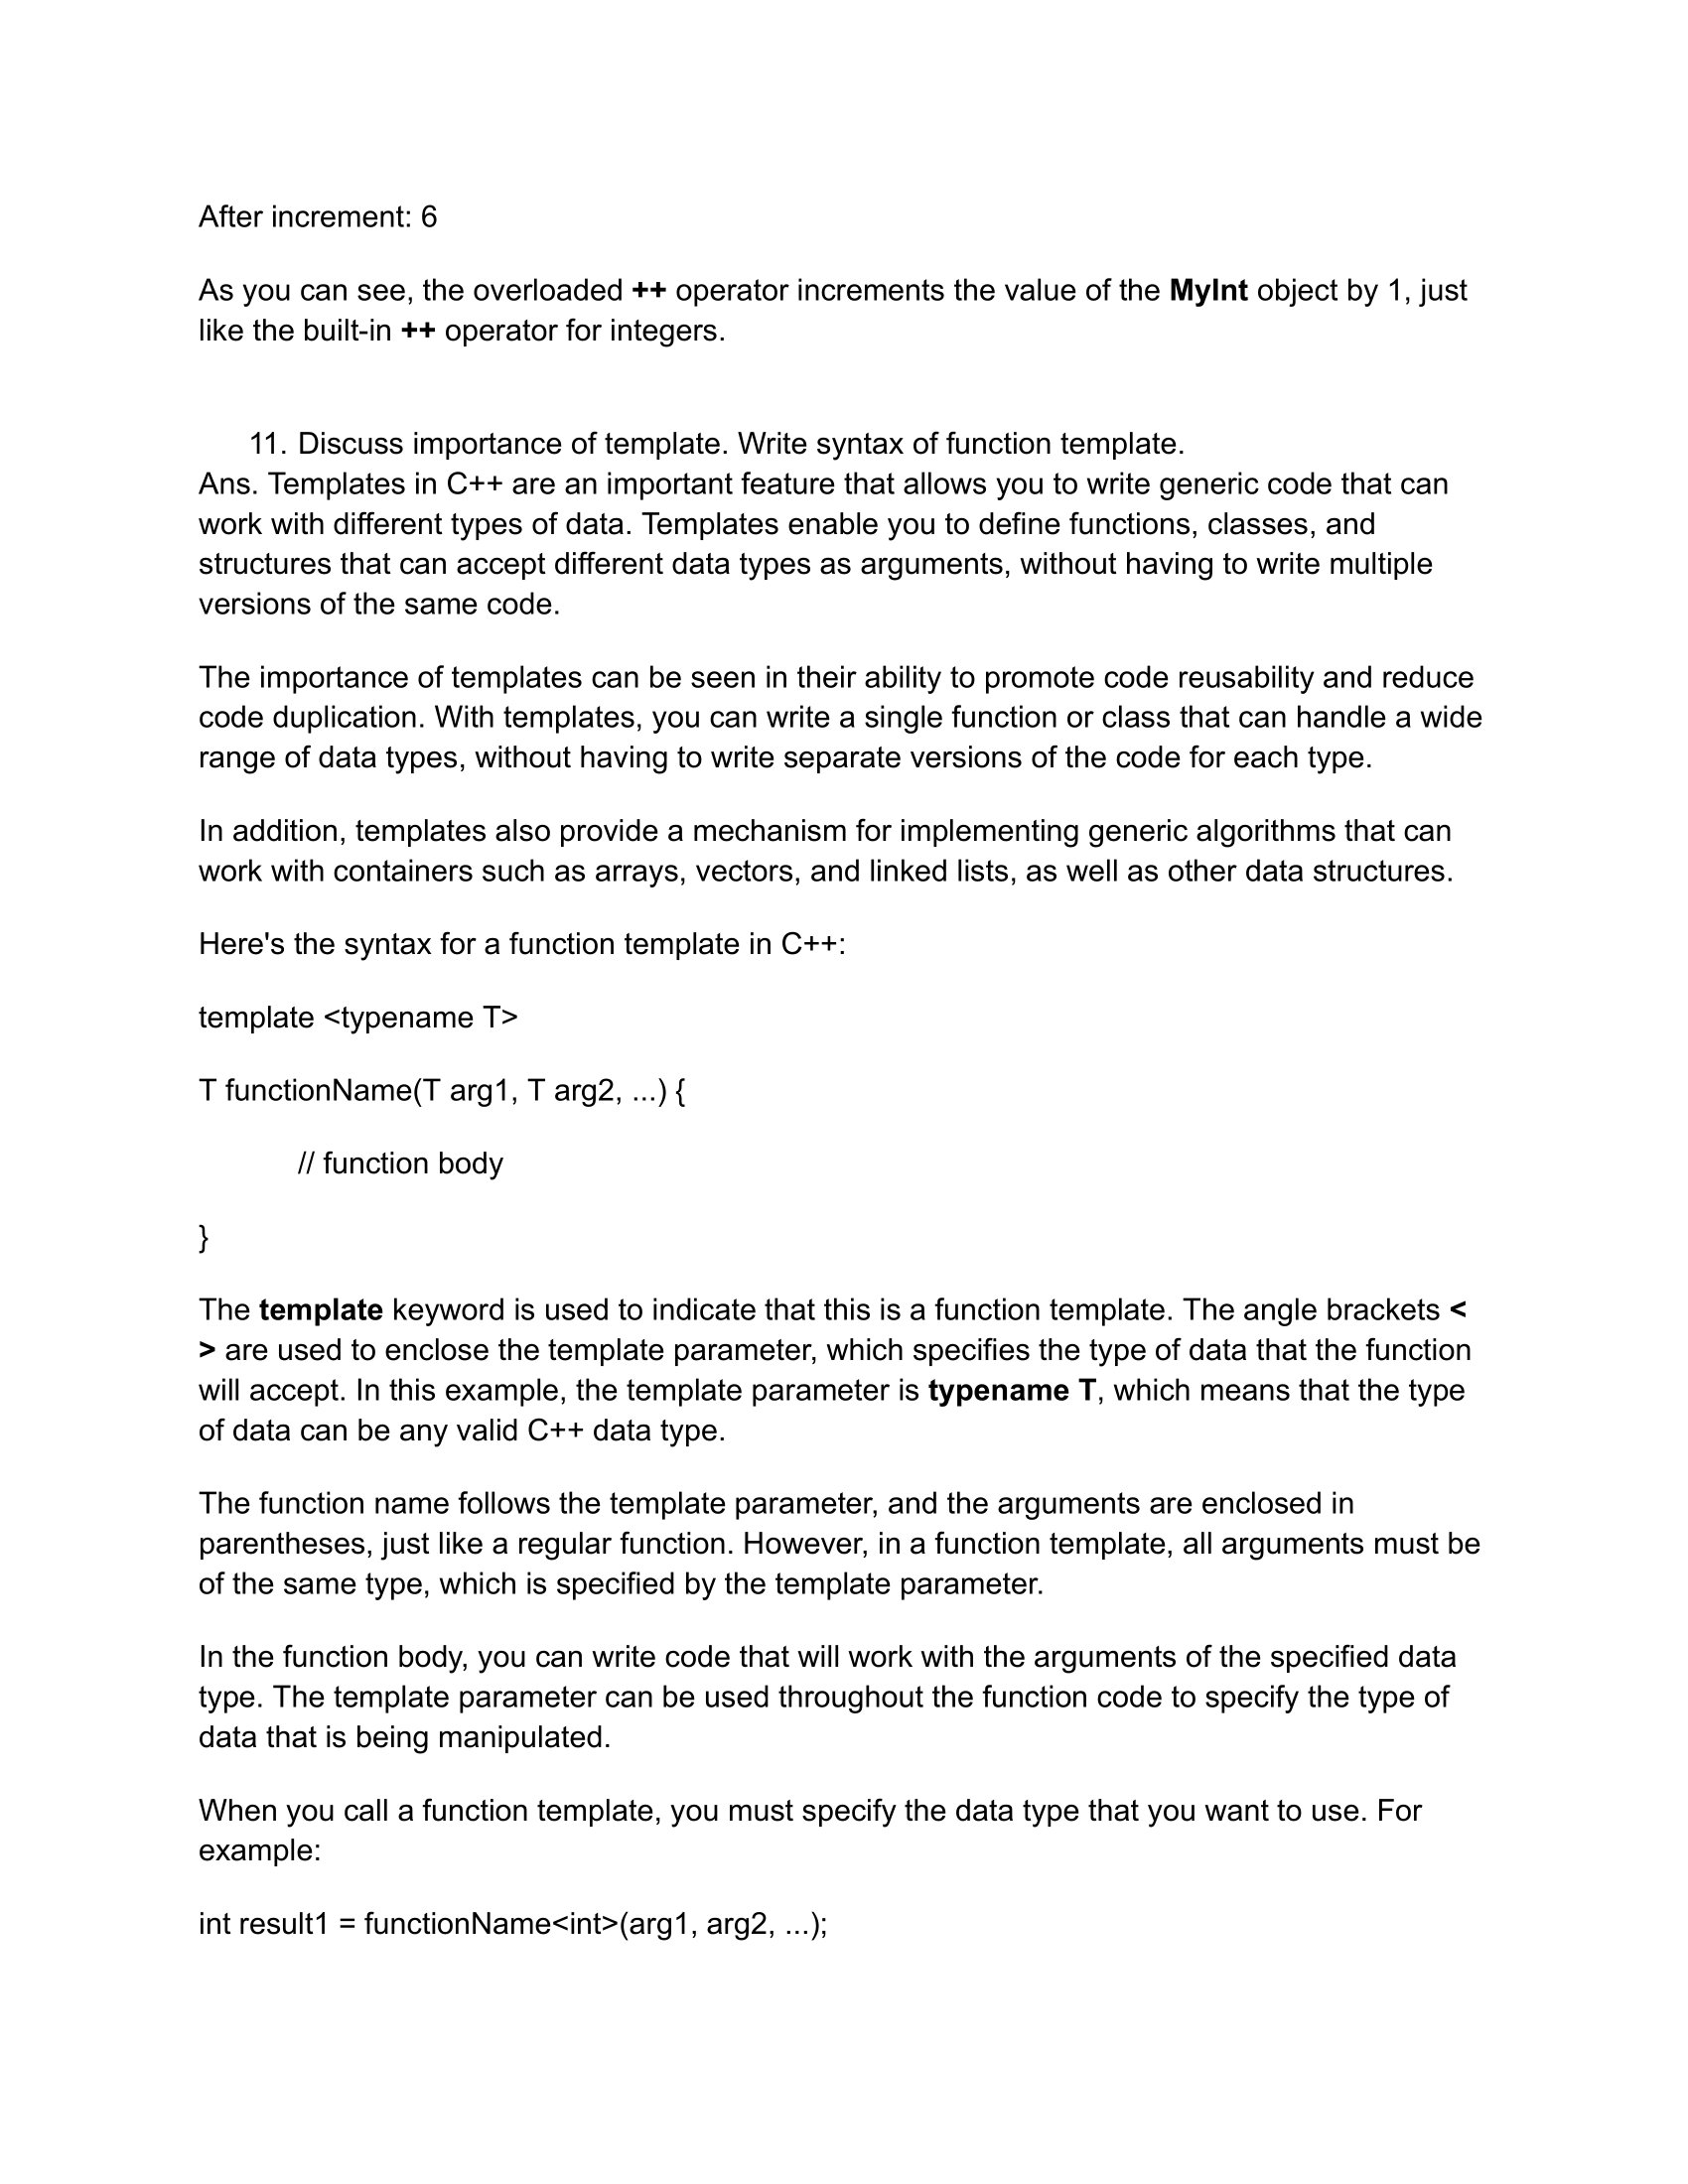 After increment: 6
As you can see, the overloaded ++ operator increments the value of the MyInt object by 1, just
like the built-in ++ operator for integers.
11. Discuss importance of template. Write syntax of function template.
Ans. Templates in C++ are an important feature that allows you to write generic code that can
work with different types of data. Templates enable you to define functions, classes, and
structures that can accept different data types as arguments, without having to write multiple
versions of the same code.
The importance of templates can be seen in their ability to promote code reusability and reduce
code duplication. With templates, you can write a single function or class that can handle a wide
range of data types, without having to write separate versions of the code for each type.
In addition, templates also provide a mechanism for implementing generic algorithms that can
work with containers such as arrays, vectors, and linked lists, as well as other data structures.
Here's the syntax for a function template in C++:
template <typename T>
T functionName(T arg1, T arg2, ...) {
// function body
}
The template keyword is used to indicate that this is a function template. The angle brackets <
> are used to enclose the template parameter, which specifies the type of data that the function
will accept. In this example, the template parameter is typename T, which means that the type
of data can be any valid C++ data type.
The function name follows the template parameter, and the arguments are enclosed in
parentheses, just like a regular function. However, in a function template, all arguments must be
of the same type, which is specified by the template parameter.
In the function body, you can write code that will work with the arguments of the specified data
type. The template parameter can be used throughout the function code to specify the type of
data that is being manipulated.
When you call a function template, you must specify the data type that you want to use. For
example:
int result1 = functionName<int>(arg1, arg2, ...);